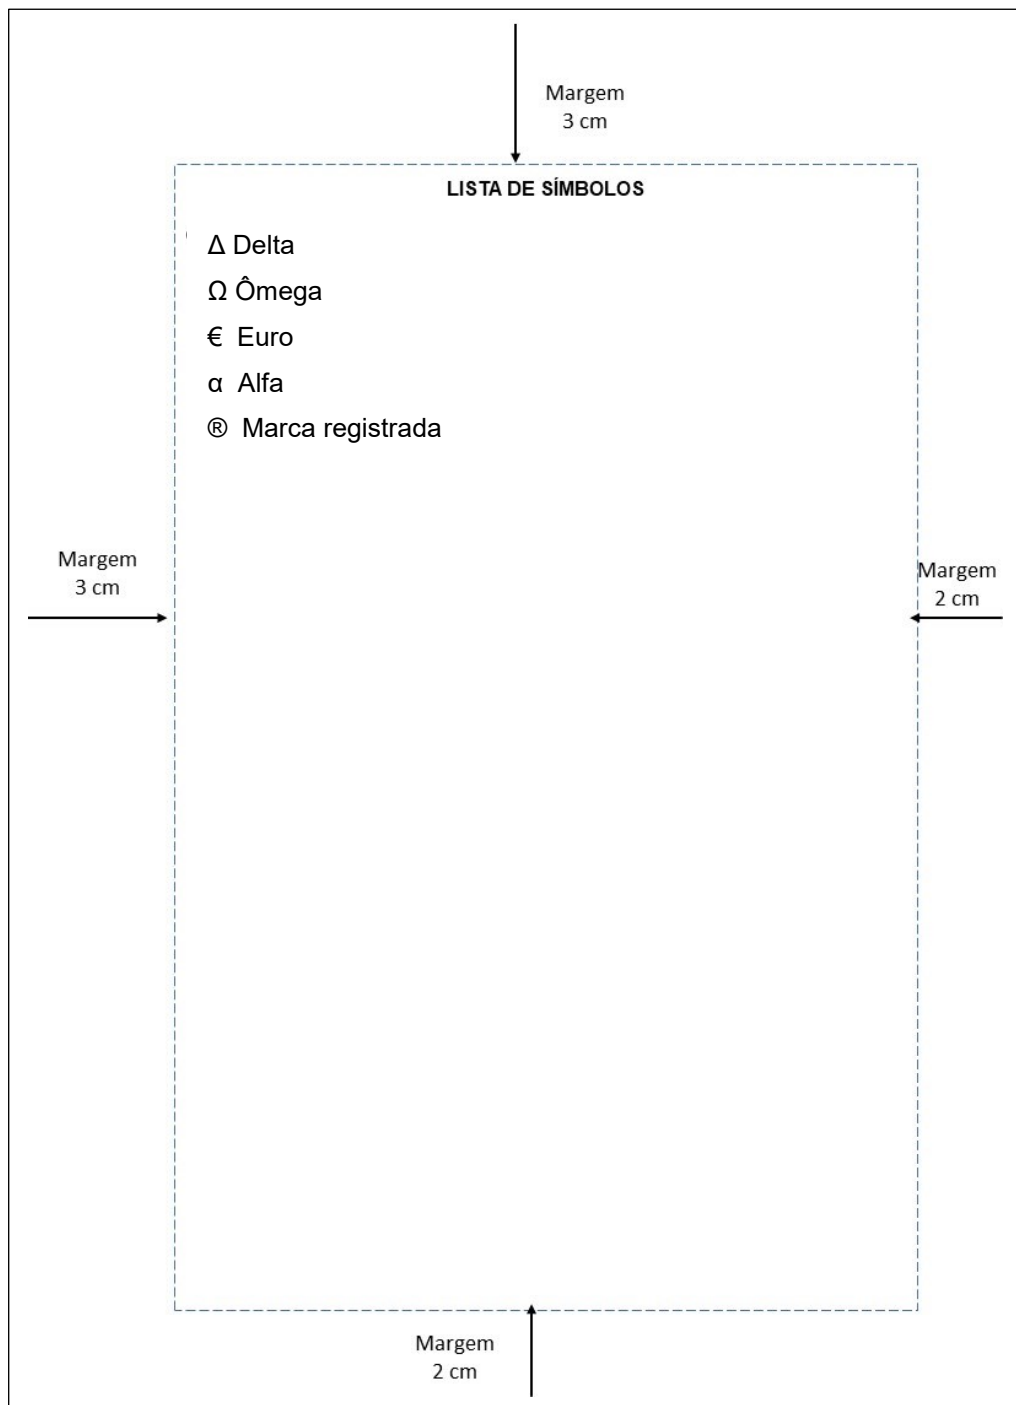 Margem
3 cm
LISTA DE SÍMBOLOS
Δ Delta
Ω Ômega
€ Euro
α Alfa
® Marca registrada
Margem
3 cm
Margem
2 cm
Margem
2 cm